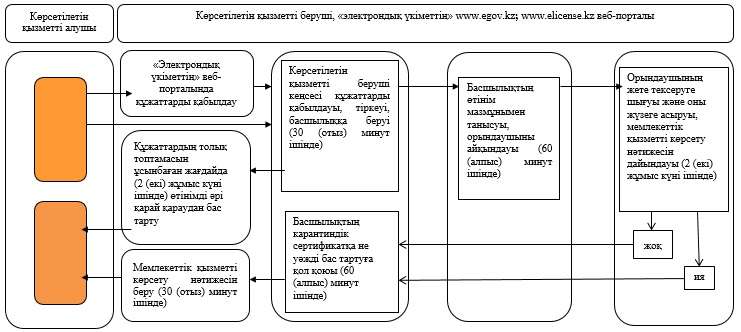 Көрсетілетін
қызметті алушы
Көрсетілетін қызметті беруші, «электрондық үкіметтің» www.egov.kz; www.elicense.kz веб-порталы
«Электрондық
үкіметтің» веб-
порталында
құжаттарды қабылдау
Көрсетілетін
қызметті беруші
кеңсесі құжаттарды
қабылдауы, тіркеуі,
басшылыққа беруі
(30 (отыз) минут
ішінде)
Басшылықтың
өтінім
мазмұнымен
танысуы,
орындаушыны
айқындауы (60
(алпыс) минут
ішінде)
Орындаушының
жете тексеруге
шығуы және оны
жүзеге асыруы,
мемлекеттік
қызметті көрсету
нәтижесін
дайындауы (2 (екі)
жұмыс күні ішінде)
Құжаттардың толық
топтамасын
ұсынбаған жағдайда
(2 (екі) жұмыс күні
ішінде) өтінімді әрі
қарай қараудан бас
тарту
Басшылықтың
карантиндік
сертификатқа не
уәжді бас тартуға
қол қоюы (60
(алпыс) минут
ішінде)
жоқ
Мемлекеттік қызметті
көрсету нәтижесін
беру (30 (отыз) минут
ішінде)
ия